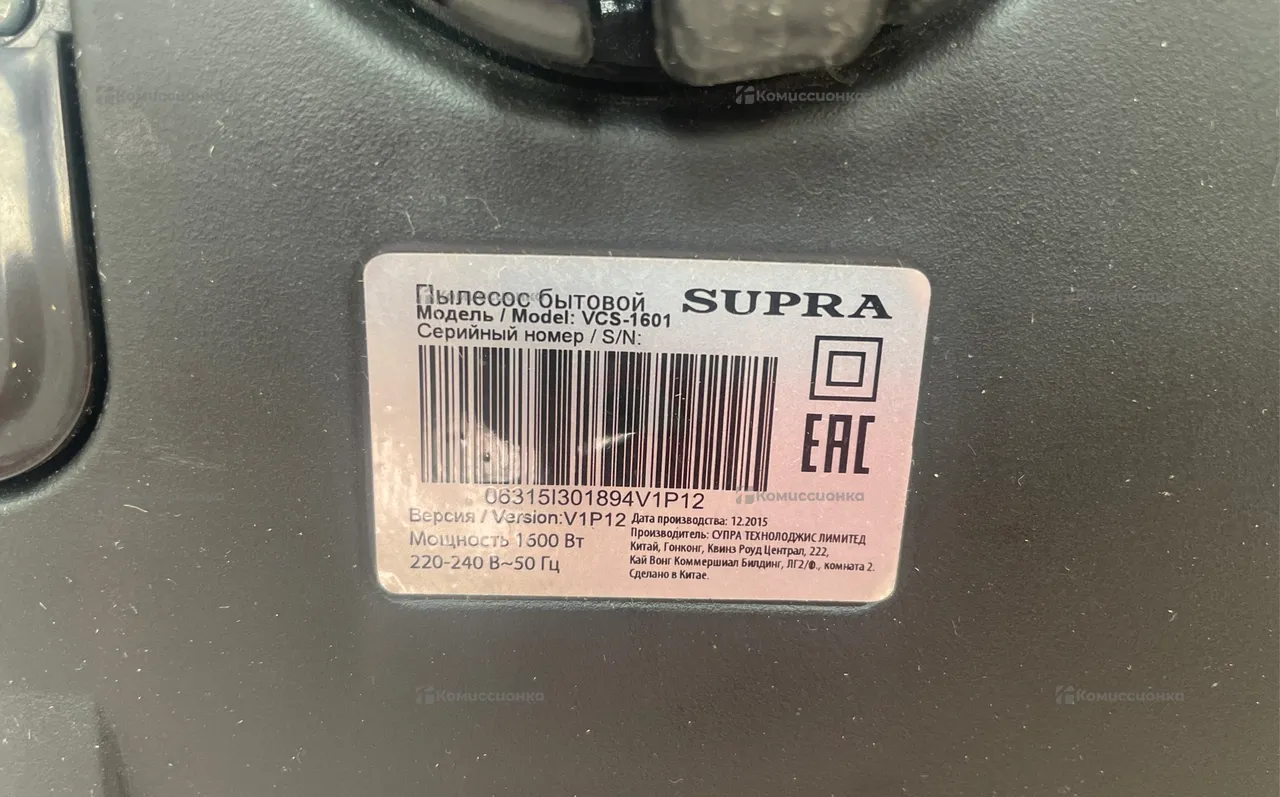 Комиссионка
Комиссионка
Пылесос бытовой
SUPRA
Модель / Model: VCS-1601
Серийный номер / S/N:
EAC
06315I301894V1P12
Комиссионка
Версия / Version:V1P12
Мощность 1600 Вт
220-240 В~50 Гц
Дата производства: 12.2015
Производитель: СУПРА ТЕХНОЛОДЖИС ЛИМИТЕД
Китай, Гонконг, Квинз Роуд Централ, 222,
Кай Вонг Коммершиал Билдинг, ЛГ2/Ф., комната 2.
Сделано в Китае.
Комиссионка
Комиссионка